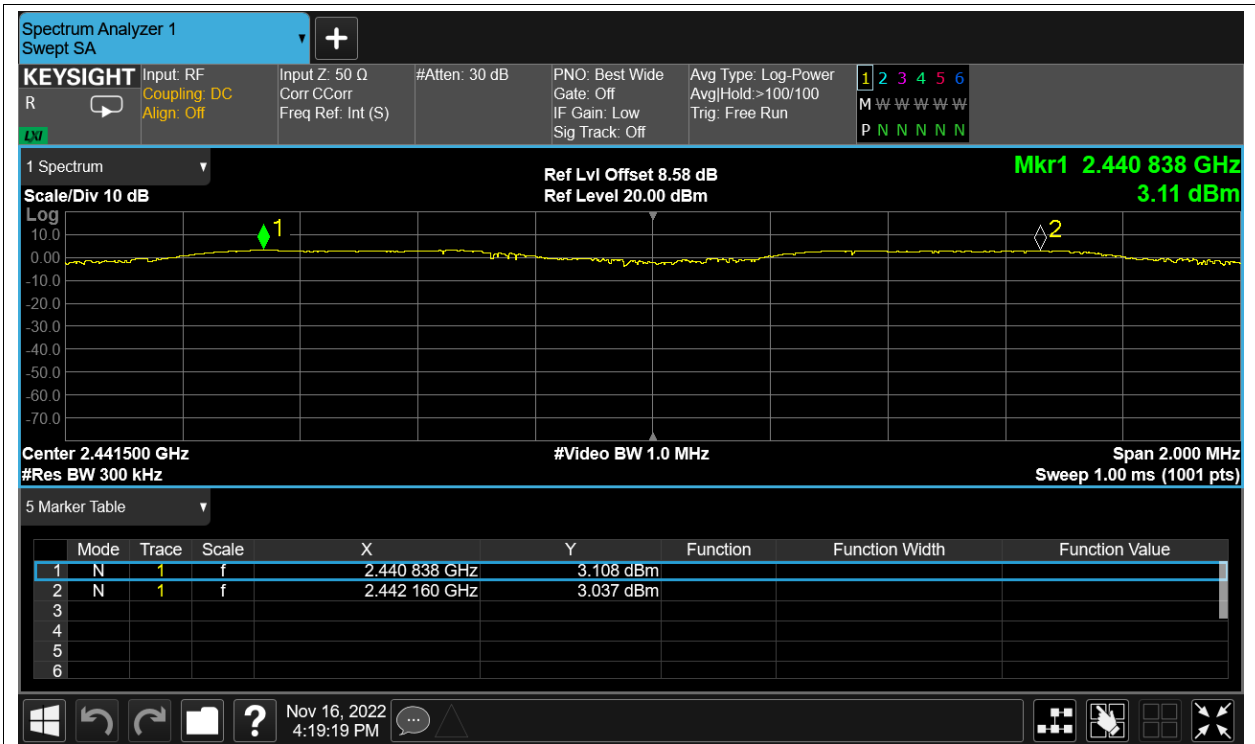 Spectrum Analyzer 1
Swept SA
KEYSIGHT
R
LXI
Input: RF
Coupling: DC
Align: Off
Input Z: 50 Ω
Corr CCorr
Freq Ref: Int (S)
#Atten: 30 dB
PNO: Best Wide
Gate: Off
IF Gain: Low
Sig Track: Off
Avg Type: Log-Power
Avg|Hold:>100/100
Trig: Free Run
1 2 3 4 5 6
M W W W W W
P N N N N N
1 Spectrum
Scale/Div 10 dB
Ref Lvl Offset 8.58 dB
Ref Level 20.00 dBm
Mkr1 2.440 838 GHz
3.11 dBm
Log
10.0
0.00
-10.0
-20.0
-30.0
-40.0
-50.0
-60.0
-70.0
1
2
Center 2.441500 GHz
#Res BW 300 kHz
#Video BW 1.0 MHz
Span 2.000 MHz
Sweep 1.00 ms (1001 pts)
5 Marker Table
Mode Trace Scale X Y Function Function Width Function Value
1 N 1 f 2.440 838 GHz 3.108 dBm
2 N 1 f 2.442 160 GHz 3.037 dBm
3
4
5
6
?
Nov 16, 2022
4:19:19 PM